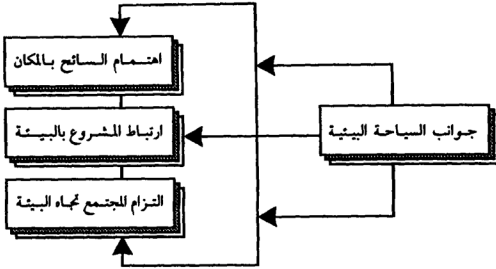 اهتمام السائح بالمكان
ارتباط المشروع بالبيئة
جوانب السياحة البيئية
التزام المجتمع تجاه البيئة